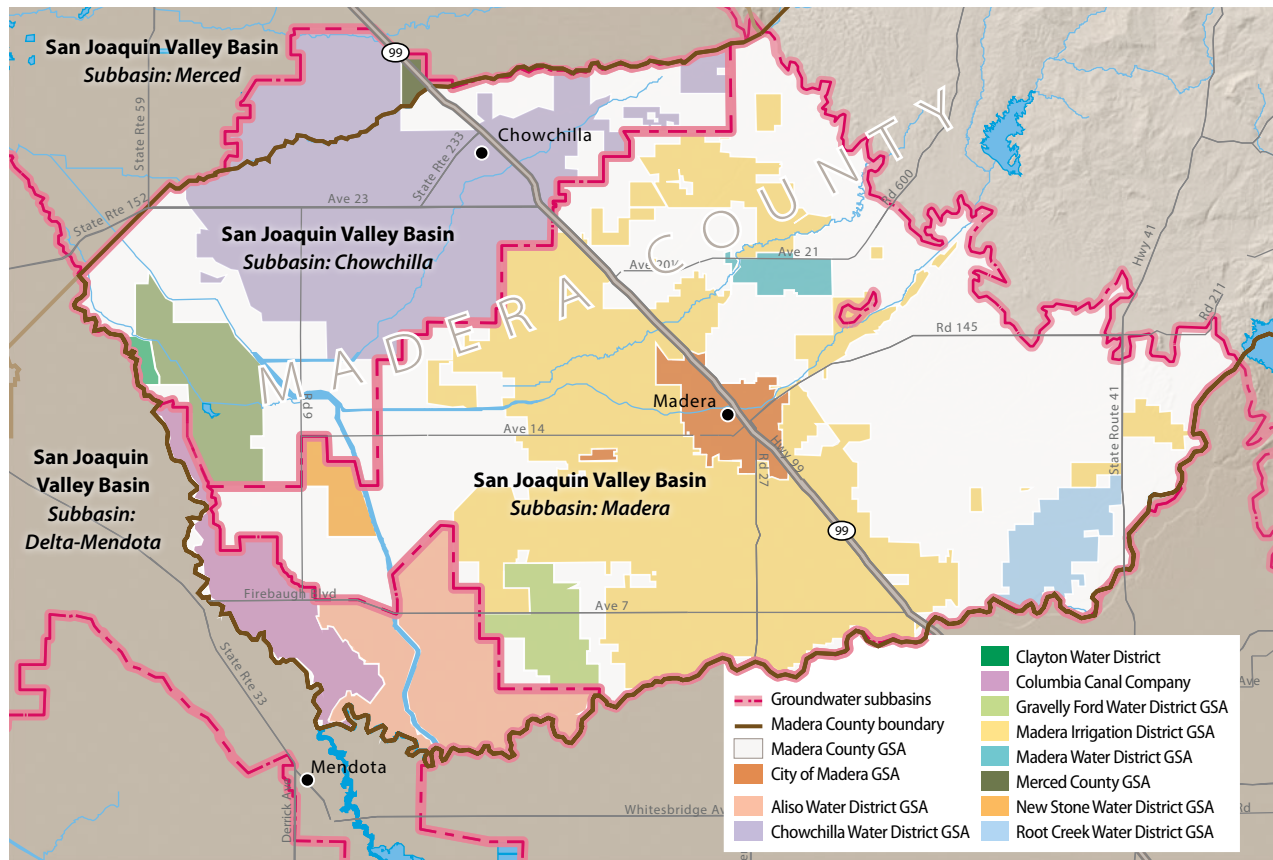 San Joaquin Valley Basin
Subbasin: Merced
99
State Rte 59
Chowchilla
State Rte 233
State Rte 152
Ave 23
San Joaquin Valley Basin
Subbasin: Chowchilla
MADERA COUNTY
Rd 600
Ave 20½
Ave 21
Hwy 41
Rd 211
Rd 145
Rd 9
Madera
Ave 14
Hwy 99
Rd 27
State Route 41
San Joaquin
Valley Basin
Subbasin:
Delta-Mendota
San Joaquin Valley Basin
Subbasin: Madera
99
Firebaugh Blvd
Ave 7
State Rte 33
Mendota
Derrick Ave
Whitesbridge Av
Ave
Rd
Groundwater subbasins
Madera County boundary
Madera County GSA
City of Madera GSA
Aliso Water District GSA
Chowchilla Water District GSA
Clayton Water District
Columbia Canal Company
Gravelly Ford Water District GSA
Madera Irrigation District GSA
Madera Water District GSA
Merced County GSA
New Stone Water District GSA
Root Creek Water District GSA